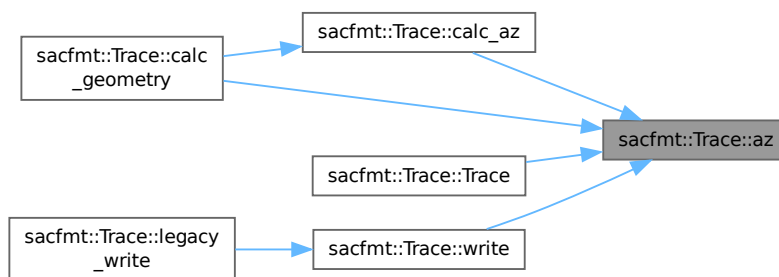 sacfmt::Trace::calc
_geometry
sacfmt::Trace::calc_az
sacfmt::Trace::az
sacfmt::Trace::Trace
sacfmt::Trace::legacy
_write
sacfmt::Trace::write